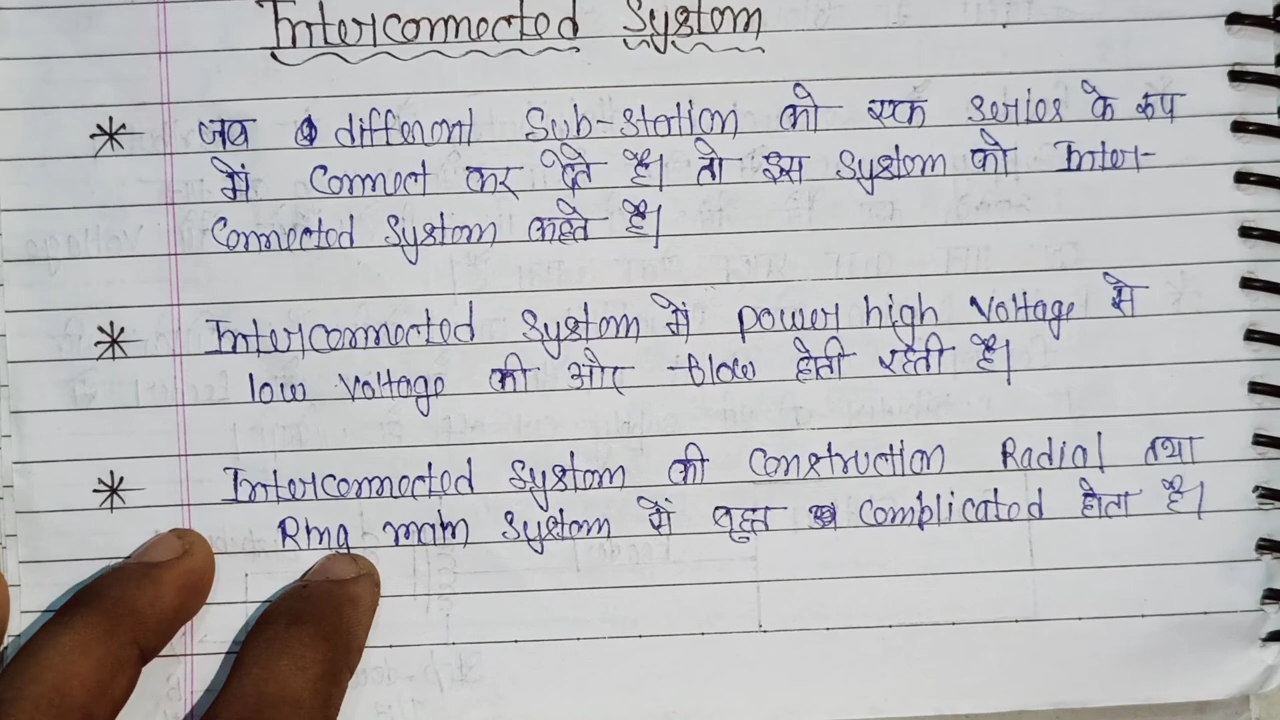 Interconnected System
* जब different Sub-station को एक series के रूप
में Connect कर देते है। तो इस system को Inter-
Connected System कहते है।
* Interconnected System में power high voltage से
low voltage की ओर flow होती रहती है।
* Interconnected System की Construction Radial तथा
Ring main system से बहुत complicated होता है।